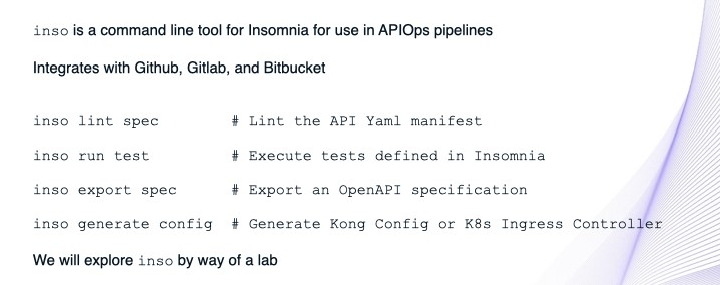 inso is a command line tool for Insomnia for use in APIOps pipelines
Integrates with Github, Gitlab, and Bitbucket
inso lint spec # Lint the API Yaml manifest
inso run test # Execute tests defined in Insomnia
inso export spec # Export an OpenAPI specification
inso generate config # Generate Kong Config or K8s Ingress Controller
We will explore inso by way of a lab